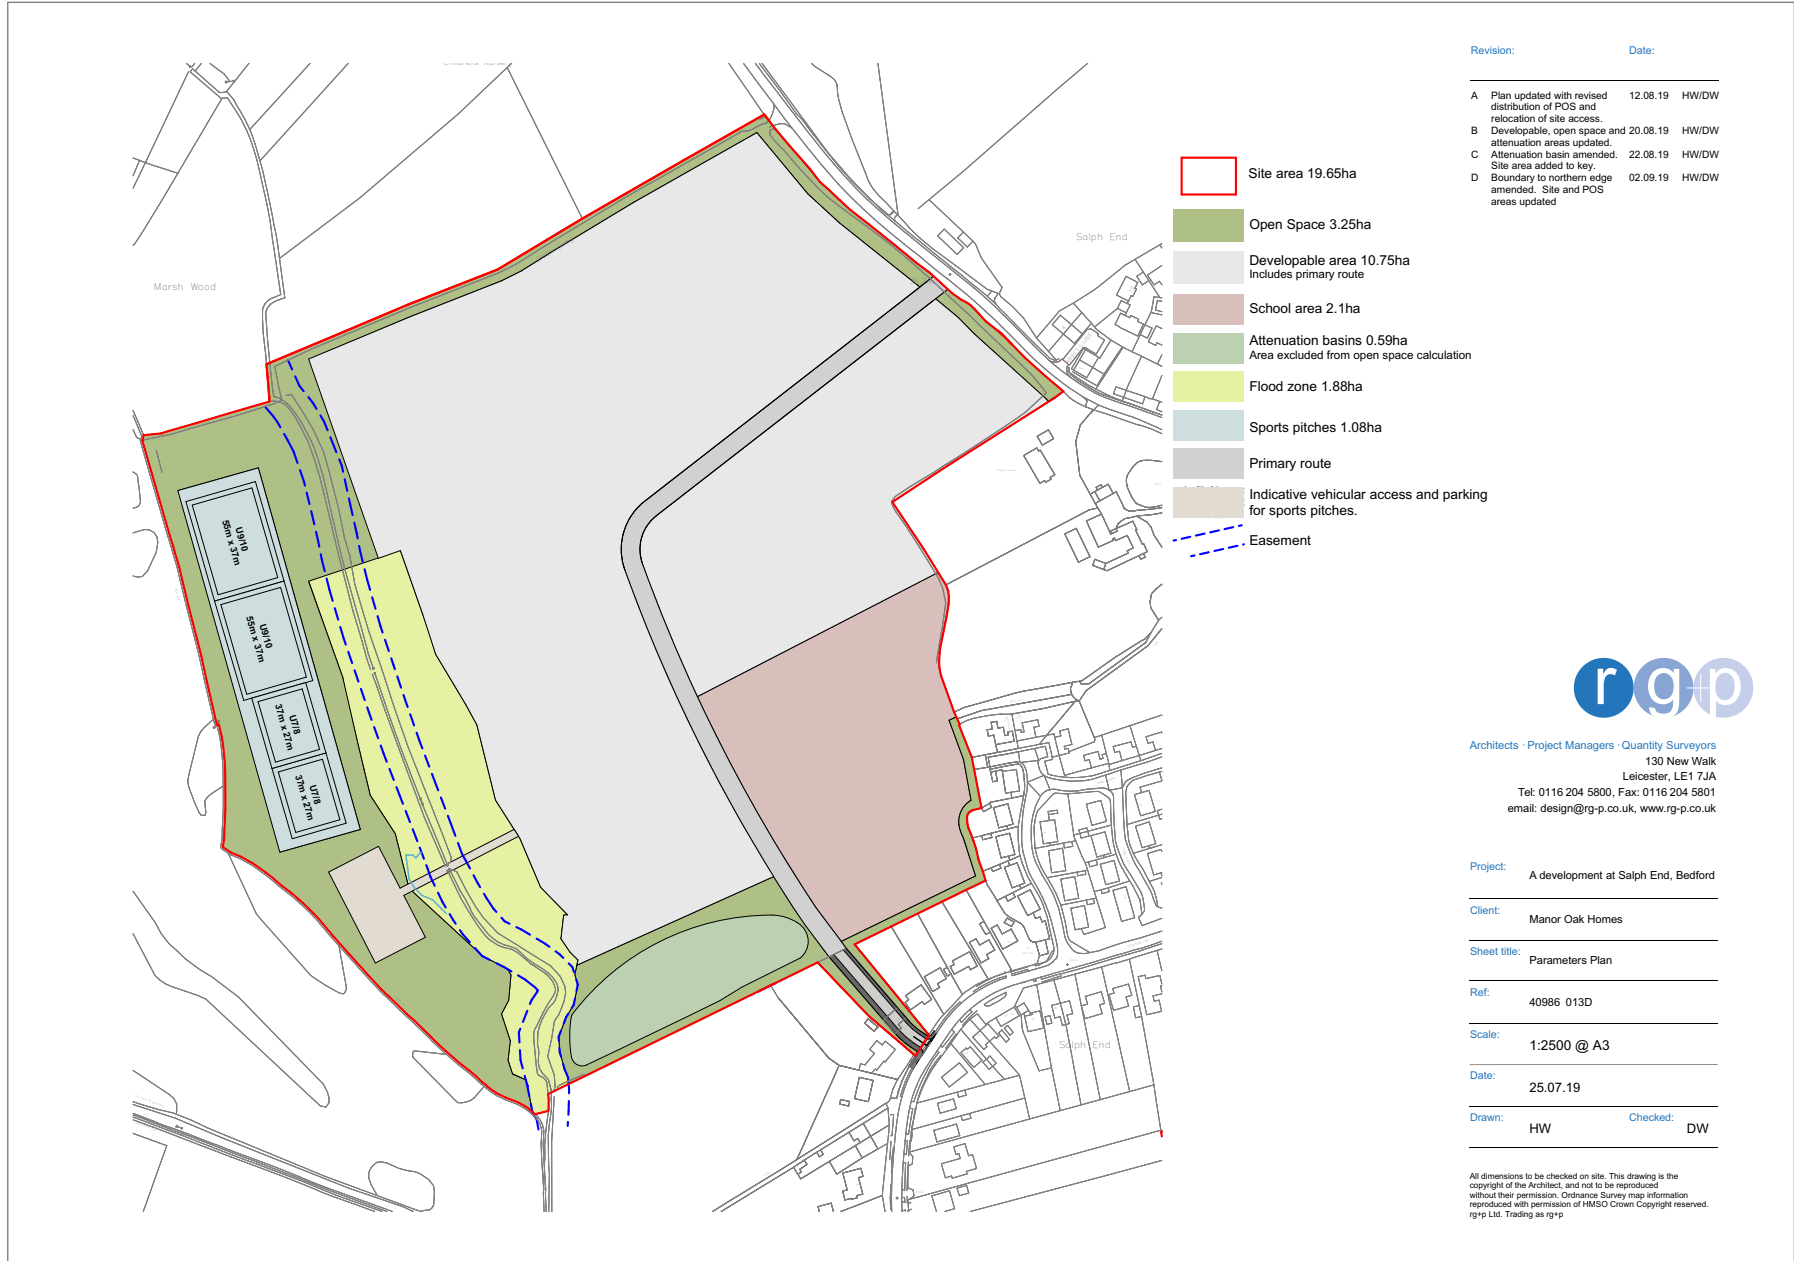 Revision: Date:
A Plan updated with revised 12.08.19 HW/DW
distribution of POS and
relocation of site access.
B Developable, open space and 20.08.19 HW/DW
attenuation areas updated.
C Attenuation basin amended. 22.08.19 HW/DW
Site area added to key.
D Boundary to northern edge 02.09.19 HW/DW
amended. Site and POS
areas updated
Site area 19.65ha
Open Space 3.25ha
Developable area 10.75ha
Includes primary route
School area 2.1ha
Attenuation basins 0.59ha
Area excluded from open space calculation
Flood zone 1.88ha
Sports pitches 1.08ha
Primary route
Indicative vehicular access and parking
for sports pitches.
Easement
Salph End
Marsh Wood
U9/10
55m x 37m
U9/10
55m x 37m
U7/8
37m x 27m
U7/8
37m x 27m
Salph End
rg+p
Architects · Project Managers · Quantity Surveyors
130 New Walk
Leicester, LE1 7JA
Tel: 0116 204 5800, Fax: 0116 204 5801
email: design@rg-p.co.uk, www.rg-p.co.uk
Project: A development at Salph End, Bedford
Client: Manor Oak Homes
Sheet title: Parameters Plan
Ref: 40986 013D
Scale: 1:2500 @ A3
Date: 25.07.19
Drawn: HW Checked: DW
All dimensions to be checked on site. This drawing is the
copyright of the Architect, and not to be reproduced
without their permission. Ordnance Survey map information
reproduced with permission of HMSO Crown Copyright reserved.
rg+p Ltd. Trading as rg+p